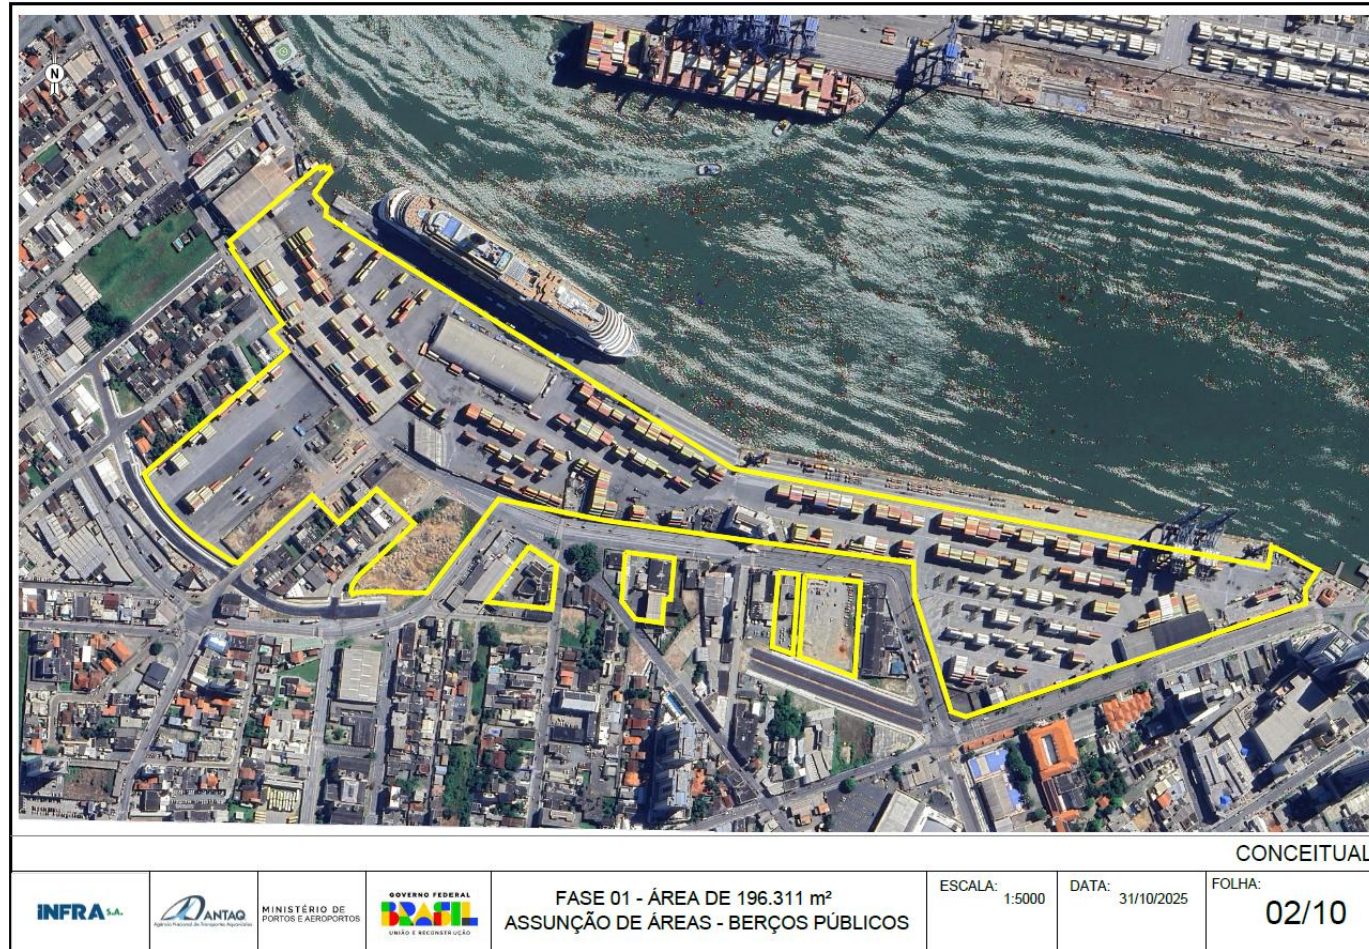 N
CONCEITUAL
INFRA S.A.
ANTAQ
Agência Nacional de Transportes Aquaviários
MINISTÉRIO DE
PORTOS E AEROPORTOS
GOVERNO FEDERAL
BRASIL
UNIÃO E RECONSTRUÇÃO
FASE 01 - ÁREA DE 196.311 m²
ASSUNÇÃO DE ÁREAS - BERÇOS PÚBLICOS
ESCALA:
1:5000
DATA:
31/10/2025
FOLHA:
02/10